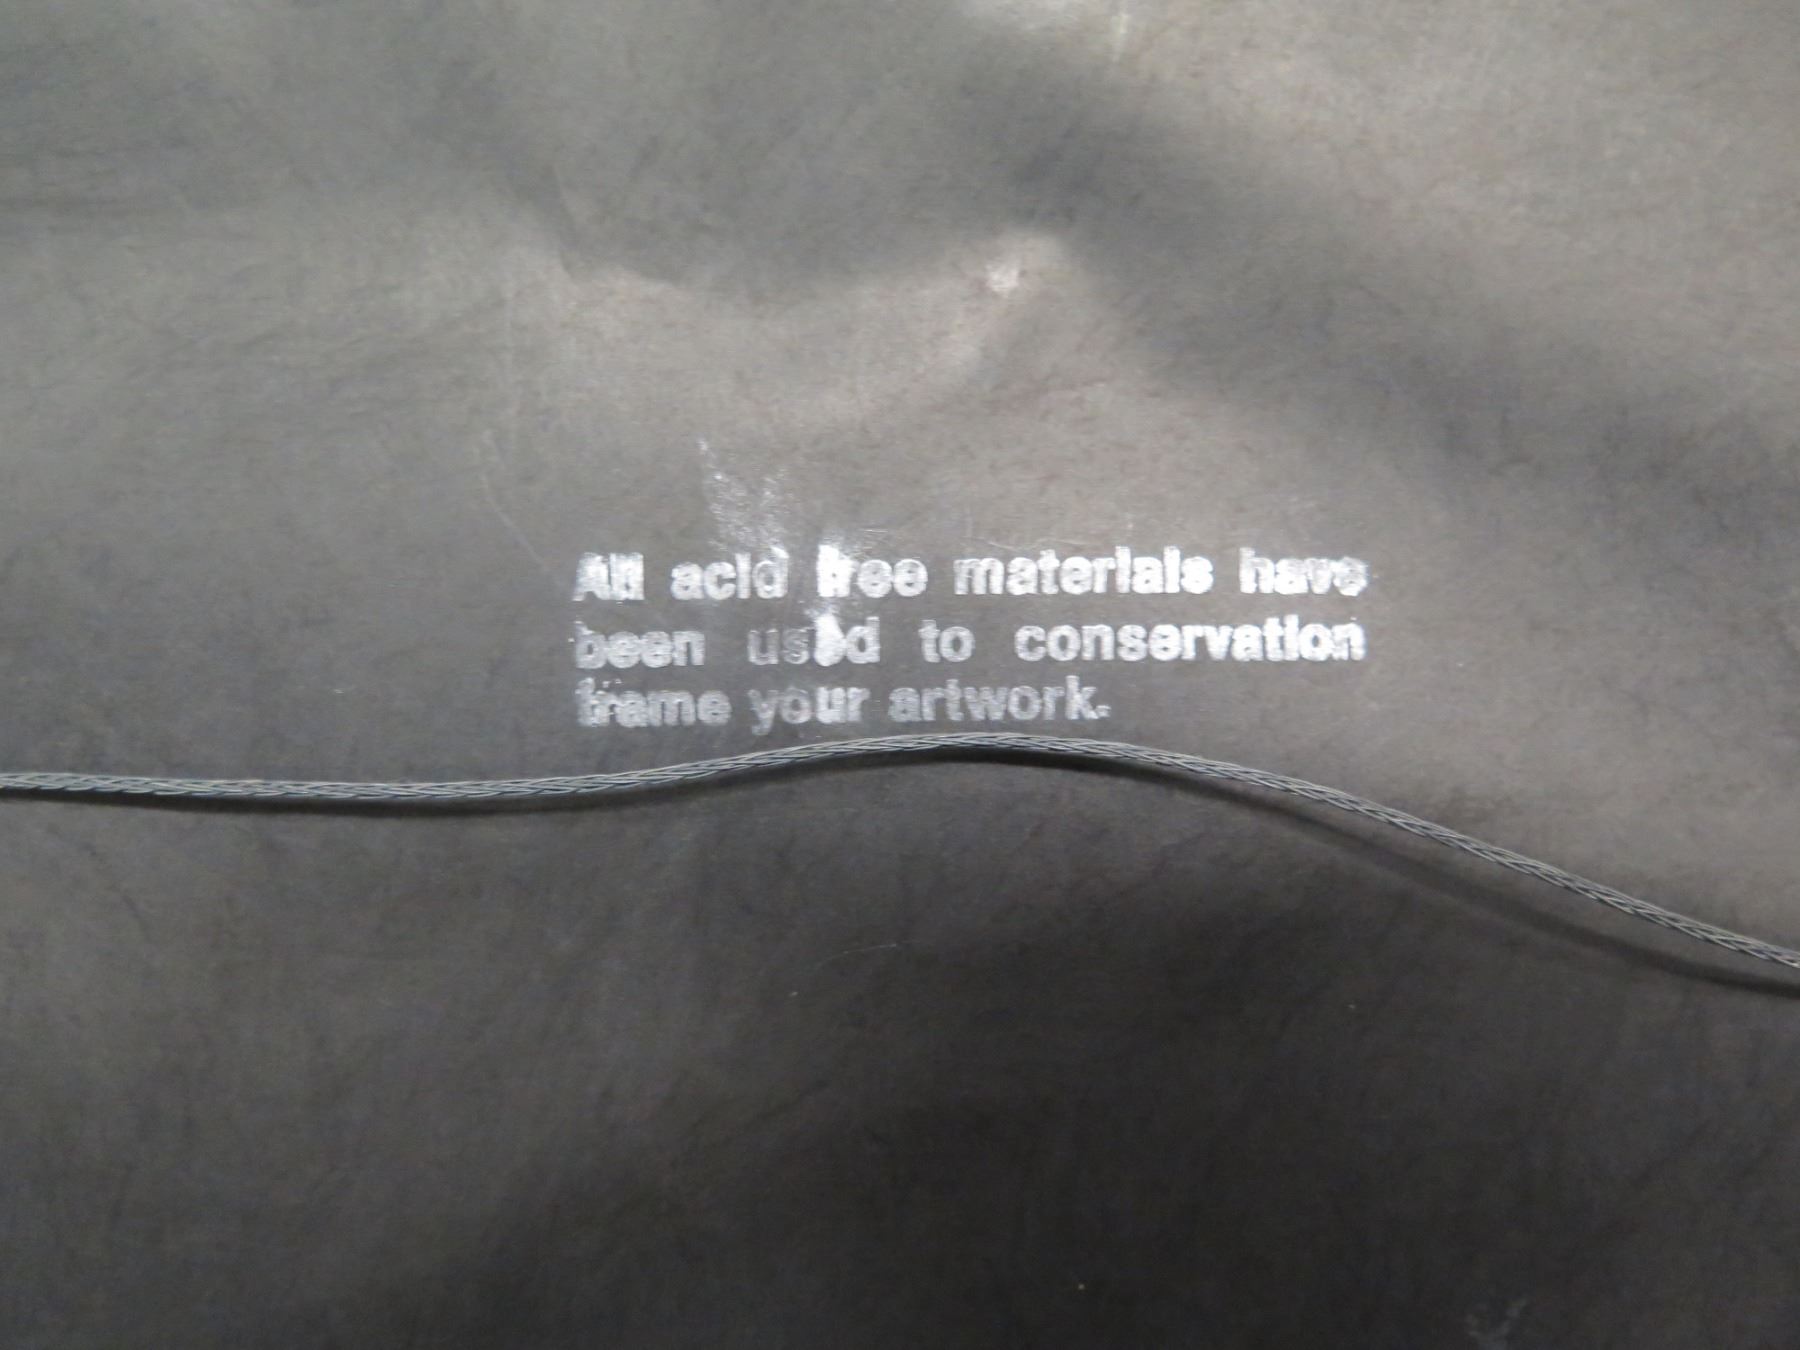 All acid free materials have
been used to conservation
frame your artwork.